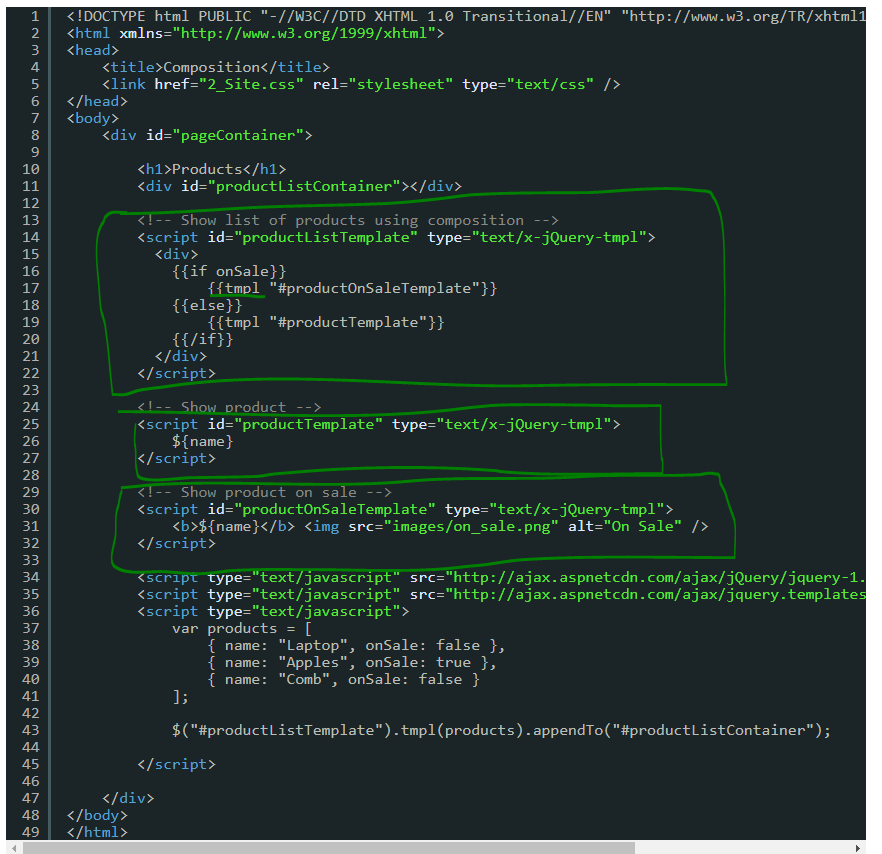 1 <!DOCTYPE html PUBLIC "-//W3C//DTD XHTML 1.0 Transitional//EN" "http://www.w3.org/TR/xhtml1
2 <html xmlns="http://www.w3.org/1999/xhtml">
3 <head>
4 <title>Composition</title>
5 <link href="2_Site.css" rel="stylesheet" type="text/css" />
6 </head>
7 <body>
8 <div id="pageContainer">
9
10 <h1>Products</h1>
11 <div id="productListContainer"></div>
12
13 <!-- Show list of products using composition -->
14 <script id="productListTemplate" type="text/x-jQuery-tmpl">
15 <div>
16 {{if onSale}}
17 {{tmpl "#productOnSaleTemplate"}}
18 {{else}}
19 {{tmpl "#productTemplate"}}
20 {{/if}}
21 </div>
22 </script>
23
24 <!-- Show product -->
25 <script id="productTemplate" type="text/x-jQuery-tmpl">
26 ${name}
27 </script>
28
29 <!-- Show product on sale -->
30 <script id="productOnSaleTemplate" type="text/x-jQuery-tmpl">
31 <b>${name}</b> <img src="images/on_sale.png" alt="On Sale" />
32 </script>
33
34 <script type="text/javascript" src="http://ajax.aspnetcdn.com/ajax/jQuery/jquery-1.
35 <script type="text/javascript" src="http://ajax.aspnetcdn.com/ajax/jquery.templates
36 <script type="text/javascript">
37 var products = [
38 { name: "Laptop", onSale: false },
39 { name: "Apples", onSale: true },
40 { name: "Comb", onSale: false }
41 ];
42
43 $("#productListTemplate").tmpl(products).appendTo("#productListContainer");
44
45 </script>
46
47 </div>
48 </body>
49 </html>